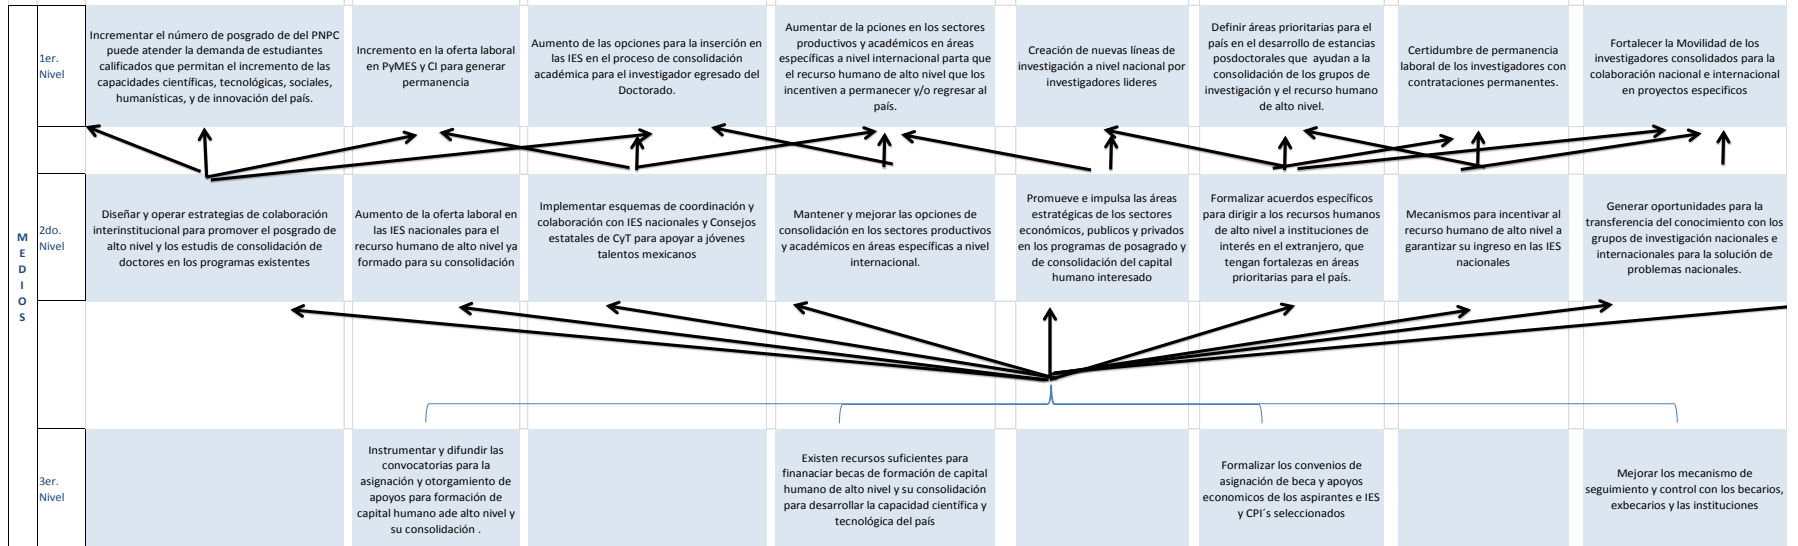 M
E
D
I
O
S
1er.
Nivel
Incrementar el número de posgrado de del PNPC
puede atender la demanda de estudiantes
calificados que permitan el incremento de las
capacidades científicas, tecnológicas, sociales,
humanísticas, y de innovación del país.
Incremento en la oferta laboral
en PyMES y CI para generar
permanencia
Aumento de las opciones para la inserción en
las IES en el proceso de consolidación
académica para el investigador egresado del
Doctorado.
Aumentar de la pciones en los sectores
productivos y académicos en áreas
específicas a nivel internacional parta que
el recurso humano de alto nivel que los
incentiven a permanecer y/o regresar al
país.
Creación de nuevas líneas de
investigación a nivel nacional por
investigadores lideres
Definir áreas prioritarias para el
país en el desarrollo de estancias
posdoctorales que ayudan a la
consolidación de los grupos de
investigación y el recurso humano
de alto nivel.
Certidumbre de permanencia
laboral de los investigadores con
contrataciones permanentes.
Fortalecer la Movilidad de los
investigadores consolidados para la
colaboración nacional e internacional
en proyectos especificos
2do.
Nivel
Diseñar y operar estrategias de colaboración
interinstitucional para promover el posgrado de
alto nivel y los estudis de consolidación de
doctores en los programas existentes
Aumento de la oferta laboral en
las IES nacionales para el
recurso humano de alto nivel ya
formado para su consolidación
Implementar esquemas de coordinación y
colaboración con IES nacionales y Consejos
estatales de CyT para apoyar a jóvenes
talentos mexicanos
Mantener y mejorar las opciones de
consolidación en los sectores productivos
y académicos en áreas específicas a nivel
internacional.
Promueve e impulsa las áreas
estratégicas de los sectores
económicos, publicos y privados
en los programas de posagrado y
de consolidación del capital
humano interesado
Formalizar acuerdos específicos
para dirigir a los recursos humanos
de alto nivel a instituciones de
interés en el extranjero, que
tengan fortalezas en áreas
prioritarias para el país.
Mecanismos para incentivar al
recurso humano de alto nivel a
garantizar su ingreso en las IES
nacionales
Generar oportunidades para la
transferencia del conocimiento con los
grupos de investigación nacionales e
internacionales para la solución de
problemas nacionales.
3er.
Nivel
Instrumentar y difundir las
convocatorias para la
asignación y otorgamiento de
apoyos para formación de
capital humano ade alto nivel y
su consolidación .
Existen recursos suficientes para
finanaciar becas de formación de capital
humano de alto nivel y su consolidación
para desarrollar la capacidad científica y
tecnológica del país
Formalizar los convenios de
asignación de beca y apoyos
economicos de los aspirantes e IES
y CPI´s seleccionados
Mejorar los mecanismo de
seguimiento y control con los becarios,
exbecarios y las instituciones